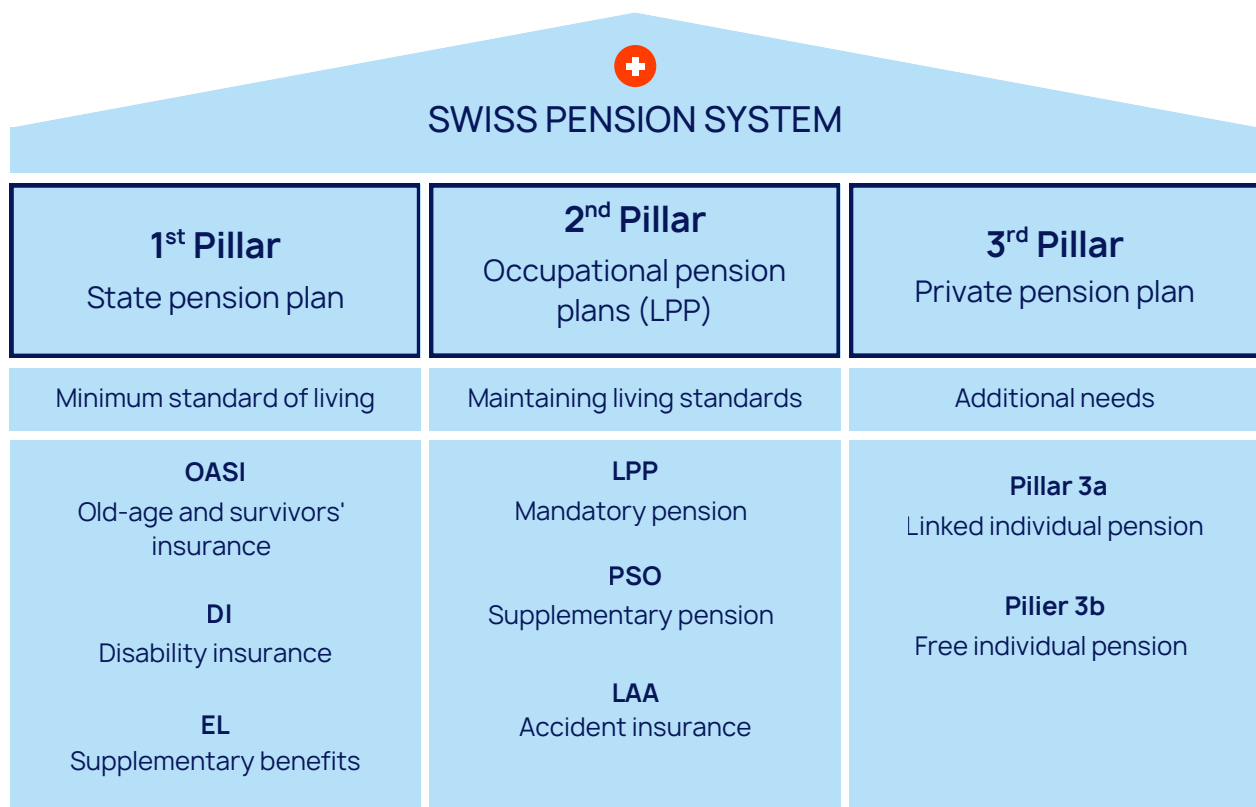 SWISS PENSION SYSTEM
1st Pillar
State pension plan
Minimum standard of living
OASI
Old-age and survivors'
insurance
DI
Disability insurance
EL
Supplementary benefits
2nd Pillar
Occupational pension
plans (LPP)
Maintaining living standards
LPP
Mandatory pension
PSO
Supplementary pension
LAA
Accident insurance
3rd Pillar
Private pension plan
Additional needs
Pillar 3a
Linked individual pension
Pilier 3b
Free individual pension